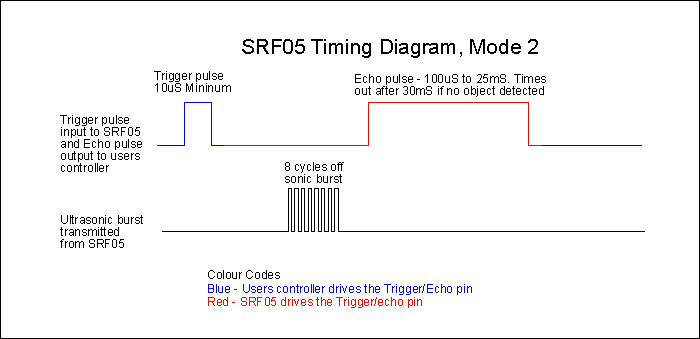 SRF05 Timing Diagram, Mode 2
Trigger pulse
10uS Mininum
Echo pulse - 100uS to 25mS. Times
out after 30mS if no object detected
Trigger pulse
input to SRF05
and Echo pulse
output to users
controller
8 cycles off
sonic burst
Ultrasonic burst
transmitted
from SRF05
Colour Codes
Blue - Users controller drives the Trigger/Echo pin
Red - SRF05 drives the Trigger/echo pin